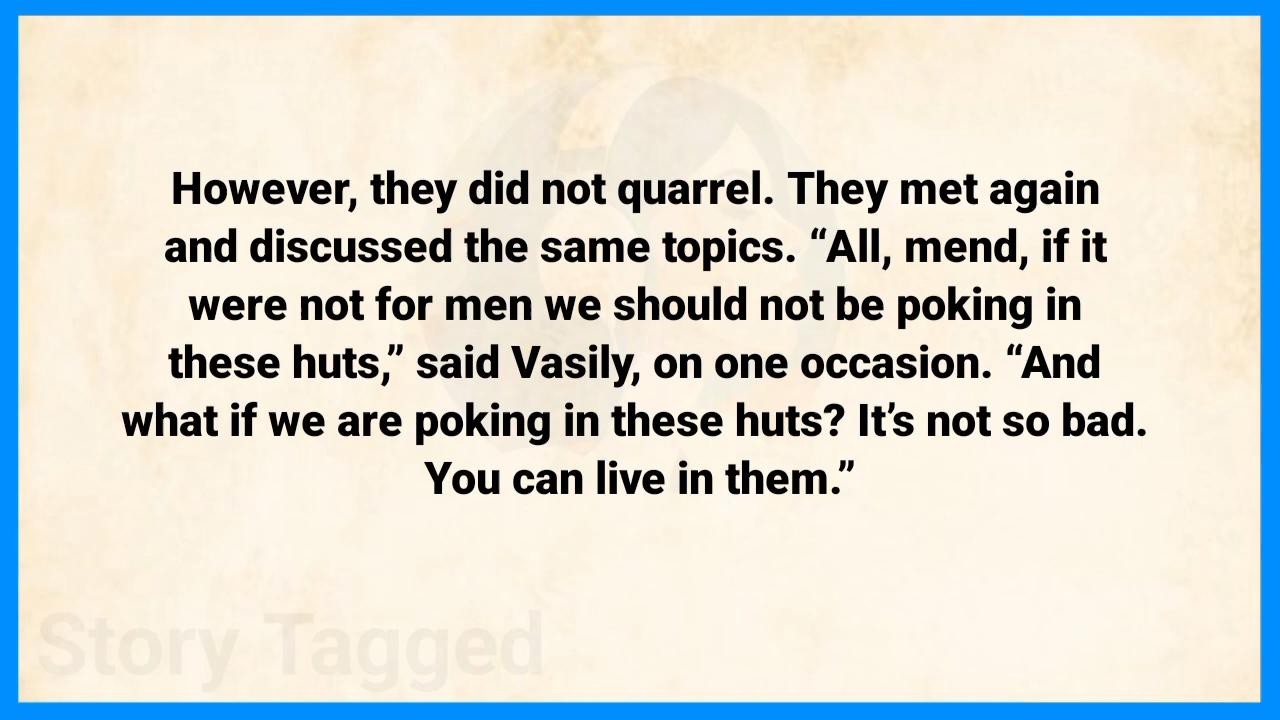 However, they did not quarrel. They met again
and discussed the same topics. “All, mend, if it
were not for men we should not be poking in
these huts,” said Vasily, on one occasion. “And
what if we are poking in these huts? It’s not so bad.
You can live in them.”
Story Tagged